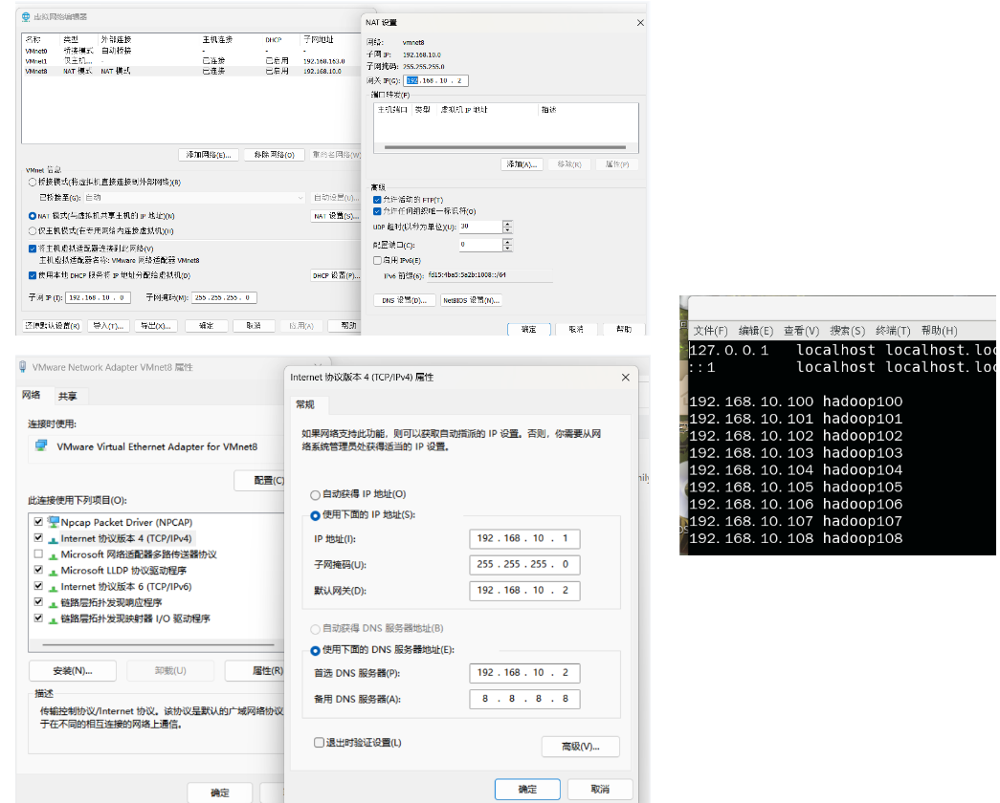 虚拟网络编辑器
名称 类型 外部连接 主机连接 DHCP 子网地址
VMnet0 桥接模式 自动桥接 - - -
VMnet1 仅主机... - 已连接 已启用 192.168.163.0
VMnet8 NAT 模式 NAT 模式 已连接 已启用 192.168.10.0
添加网络(E)... 移除网络(O) 重命名网络(W)
VMnet 信息
桥接模式(将虚拟机直接连接到外部网络)(B)
已桥接至(G): 自动 自动设置(U)...
NAT 模式(与虚拟机共享主机的 IP 地址)(N) NAT 设置(S)...
仅主机模式(在专用网络内连接虚拟机)(H)
将主机虚拟适配器连接到此网络(V)
主机虚拟适配器名称: VMware 网络适配器 VMnet8
使用本地 DHCP 服务将 IP 地址分配给虚拟机(D) DHCP 设置(P)...
子网 IP (I): 192.168. 10 . 0 子网掩码(M): 255.255.255. 0
还原默认设置(R) 导入(T)... 导出(X)... 确定 取消 应用(A) 帮助
NAT 设置
网络: vmnet8
子网 IP: 192.168.10.0
子网掩码: 255.255.255.0
网关 IP(G): 192.168. 10 . 2
端口转发(F)
主机端口 类型 虚拟机 IP 地址 描述
添加(A)... 移除(R) 属性(P)
高级
允许活动的 FTP(T)
允许任何组织唯一标识符(O)
UDP 超时(以秒为单位)(U): 30
配置端口(C): 0
启用 IPv6(E)
IPv6 前缀(6): fd15:4ba5:5a2b:1008::/64
DNS 设置(D)... NetBIOS 设置(N)...
确定 取消 帮助
VMware Network Adapter VMnet8 属性
网络 共享
连接时使用:
VMware Virtual Ethernet Adapter for VMnet8
配置(C)
此连接使用下列项目(O):
Npcap Packet Driver (NPCAP)
Internet 协议版本 4 (TCP/IPv4)
Microsoft 网络适配器多路传送器协议
Microsoft LLDP 协议驱动程序
Internet 协议版本 6 (TCP/IPv6)
链路层拓扑发现响应程序
链路层拓扑发现映射器 I/O 驱动程序
安装(N)... 卸载(U) 属性(R)
描述
传输控制协议/Internet 协议。该协议是默认的广域网络协议
于在不同的相互连接的网络上通信。
确定
Internet 协议版本 4 (TCP/IPv4) 属性
常规
如果网络支持此功能，则可以获取自动指派的 IP 设置。否则，你需要从网
络系统管理员处获得适当的 IP 设置。
自动获得 IP 地址(O)
使用下面的 IP 地址(S):
IP 地址(I): 192 . 168 . 10 . 1
子网掩码(U): 255 . 255 . 255 . 0
默认网关(D): 192 . 168 . 10 . 2
自动获得 DNS 服务器地址(B)
使用下面的 DNS 服务器地址(E):
首选 DNS 服务器(P): 192 . 168 . 10 . 2
备用 DNS 服务器(A): 8 . 8 . 8 . 8
退出时验证设置(L) 高级(V)...
确定 取消
文件(F) 编辑(E) 查看(V) 搜索(S) 终端(T) 帮助(H)
127.0.0.1 localhost localhost.loc
::1 localhost localhost.loc
192.168.10.100 hadoop100
192.168.10.101 hadoop101
192.168.10.102 hadoop102
192.168.10.103 hadoop103
192.168.10.104 hadoop104
192.168.10.105 hadoop105
192.168.10.106 hadoop106
192.168.10.107 hadoop107
192.168.10.108 hadoop108